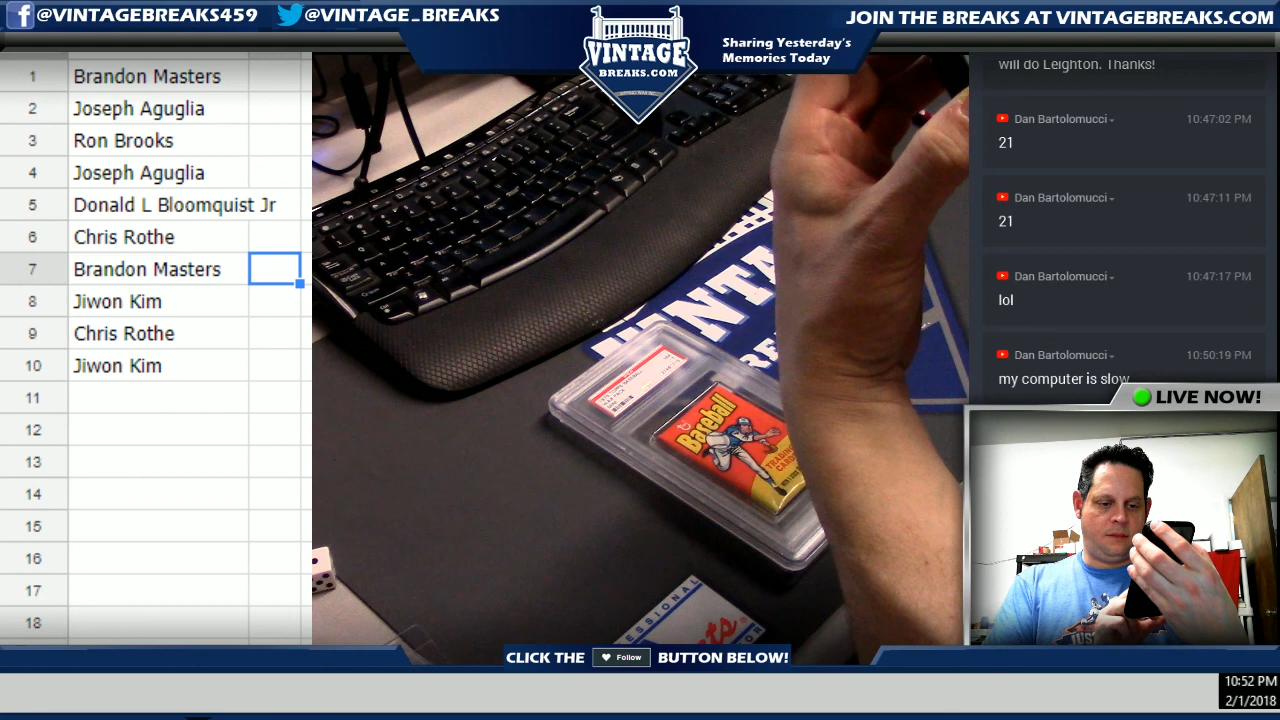 @VINTAGEBREAKS459
@VINTAGE_BREAKS
VINTAGE
BREAKS.COM
Sharing Yesterday's
Memories Today
JOIN THE BREAKS AT VINTAGEBREAKS.COM
1 Brandon Masters
2 Joseph Aguglia
3 Ron Brooks
4 Joseph Aguglia
5 Donald L Bloomquist Jr
6 Chris Rothe
7 Brandon Masters
8 Jiwon Kim
9 Chris Rothe
10 Jiwon Kim
11
12
13
14
15
16
17
18
will do Leighton. Thanks!
Dan Bartolomucci 10:47:02 PM
21
Dan Bartolomucci 10:47:11 PM
21
Dan Bartolomucci 10:47:17 PM
lol
Dan Bartolomucci 10:50:19 PM
my computer is slow
LIVE NOW!
Baseball
TRADING
CARDS
CLICK THE Follow BUTTON BELOW!
10:52 PM
2/1/2018